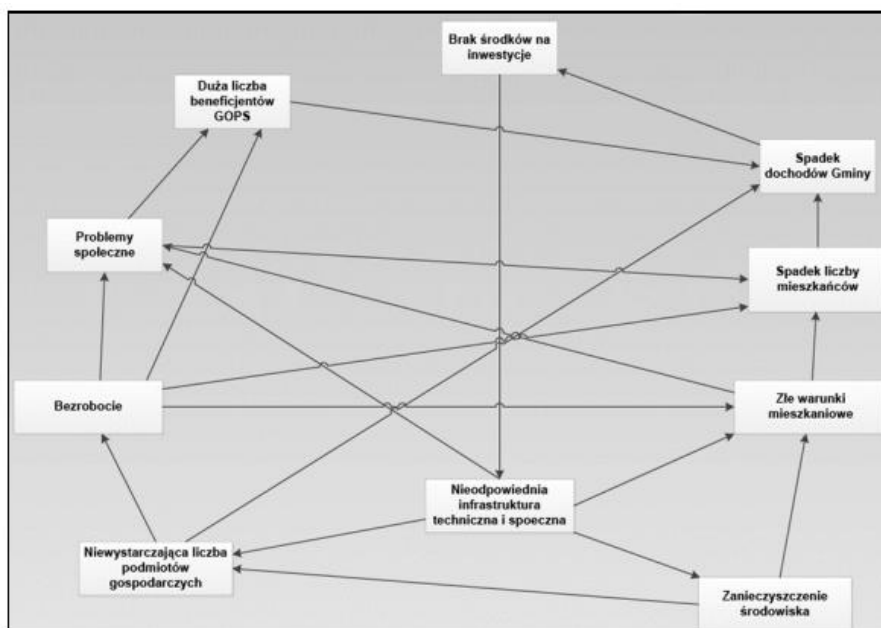 Brak środków na
inwestycje
Duża liczba
beneficjentów
GOPS
Spadek
dochodów Gminy
Problemy
społeczne
Spadek liczby
mieszkańców
Bezrobocie
Złe warunki
mieszkaniowe
Nieodpowiednia
infrastruktura
techniczna i spoeczna
Niewystarczająca liczba
podmiotów
gospodarczych
Zanieczyszczenie
środowiska